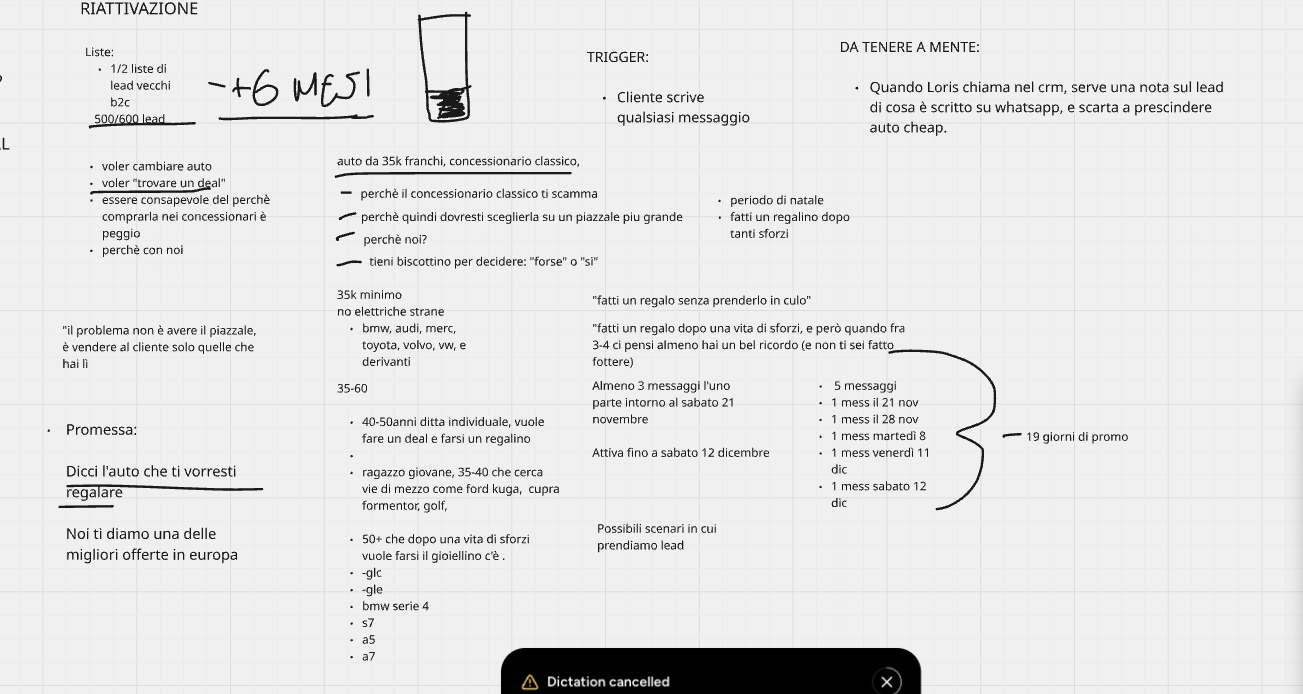 RIATTIVAZIONE
Liste:
• 1/2 liste di
lead vecchi
b2c
500/600 lead
+6 MESI
• voler cambiare auto
• voler "trovare un deal"
• essere consapevole del perchè
comprarla nei concessionari è
peggio
• perchè con noi
"il problema non è avere il piazzale,
è vendere al cliente solo quelle che
hai lì
• Promessa:
Dicci l'auto che ti vorresti
regalare
Noi ti diamo una delle
migliori offerte in europa
auto da 35k franchi, concessionario classico,
perchè il concessionario classico ti scamma
perchè quindi dovresti sceglierla su un piazzale piu grande
perchè noi?
tieni biscottino per decidere: "forse" o "si"
35k minimo
no elettriche strane
• bmw, audi, merc,
toyota, volvo, vw, e
derivanti
35-60
• 40-50anni ditta individuale, vuole
fare un deal e farsi un regalino
•
• ragazzo giovane, 35-40 che cerca
vie di mezzo come ford kuga, cupra
formentor, golf,
• 50+ che dopo una vita di sforzi
vuole farsi il gioiellino c'è .
• -glc
• -gle
• bmw serie 4
• s7
• a5
• a7
TRIGGER:
• Cliente scrive
qualsiasi messaggio
• periodo di natale
• fatti un regalino dopo
tanti sforzi
"fatti un regalo senza prenderlo in culo"
"fatti un regalo dopo una vita di sforzi, e però quando fra
3-4 ci pensi almeno hai un bel ricordo (e non ti sei fatto
fottere)
Almeno 3 messaggi l'uno
parte intorno al sabato 21
novembre
Attiva fino a sabato 12 dicembre
• 5 messaggi
• 1 mess il 21 nov
• 1 mess il 28 nov
• 1 mess martedì 8
• 1 mess venerdì 11
dic
• 1 mess sabato 12
dic
19 giorni di promo
Possibili scenari in cui
prendiamo lead
DA TENERE A MENTE:
• Quando Loris chiama nel crm, serve una nota sul lead
di cosa è scritto su whatsapp, e scarta a prescindere
auto cheap.
Dictation cancelled